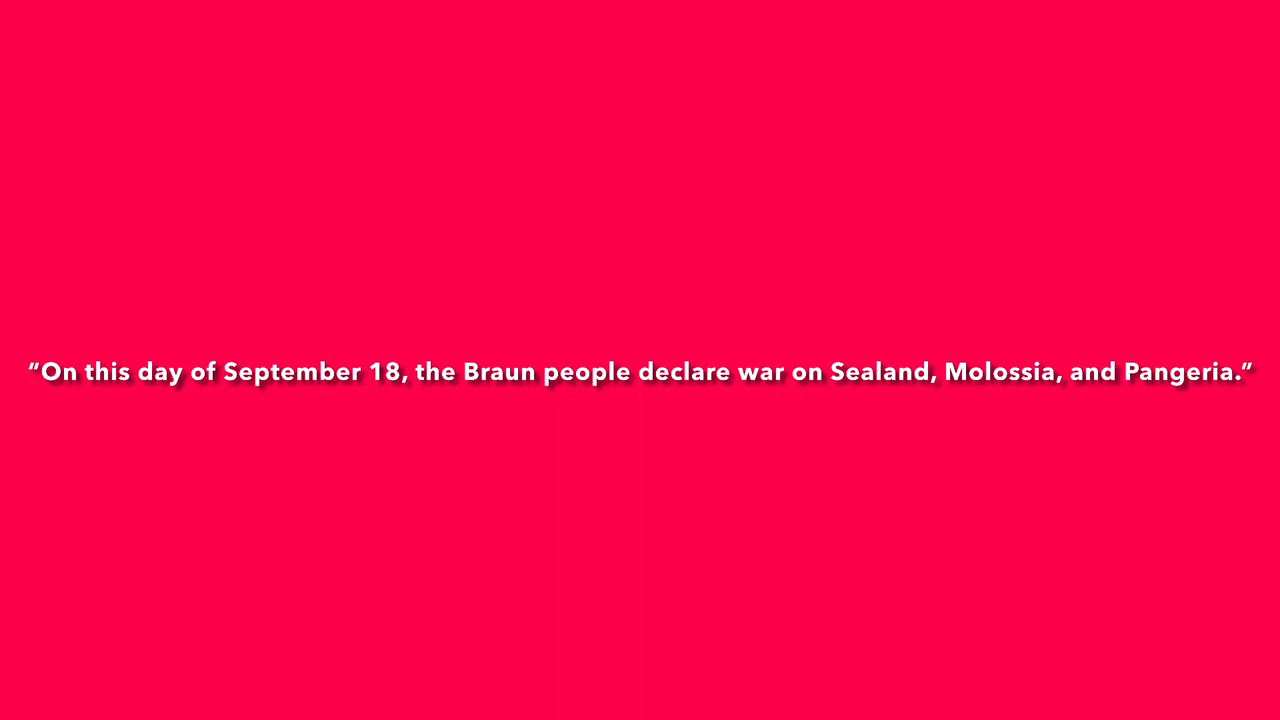 “On this day of September 18, the Braun people declare war on Sealand, Molossia, and Pangeria.”